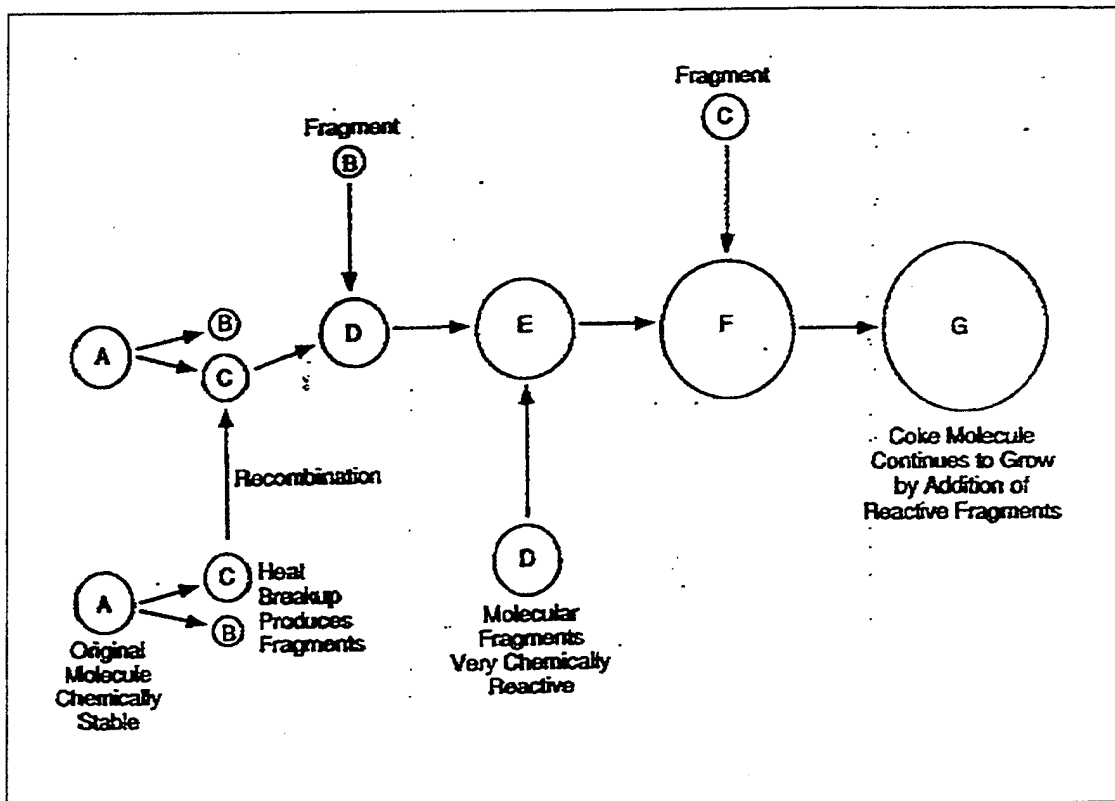 Fragment
C
Fragment
B
B
A
C
D
E
F
G
Coke Molecule
Continues to Grow
by Addition of
Reactive Fragments
Recombination
A
C
B
Heat
Breakup
Produces
Fragments
Original
Molecule
Chemically
Stable
D
Molecular
Fragments
Very Chemically
Reactive